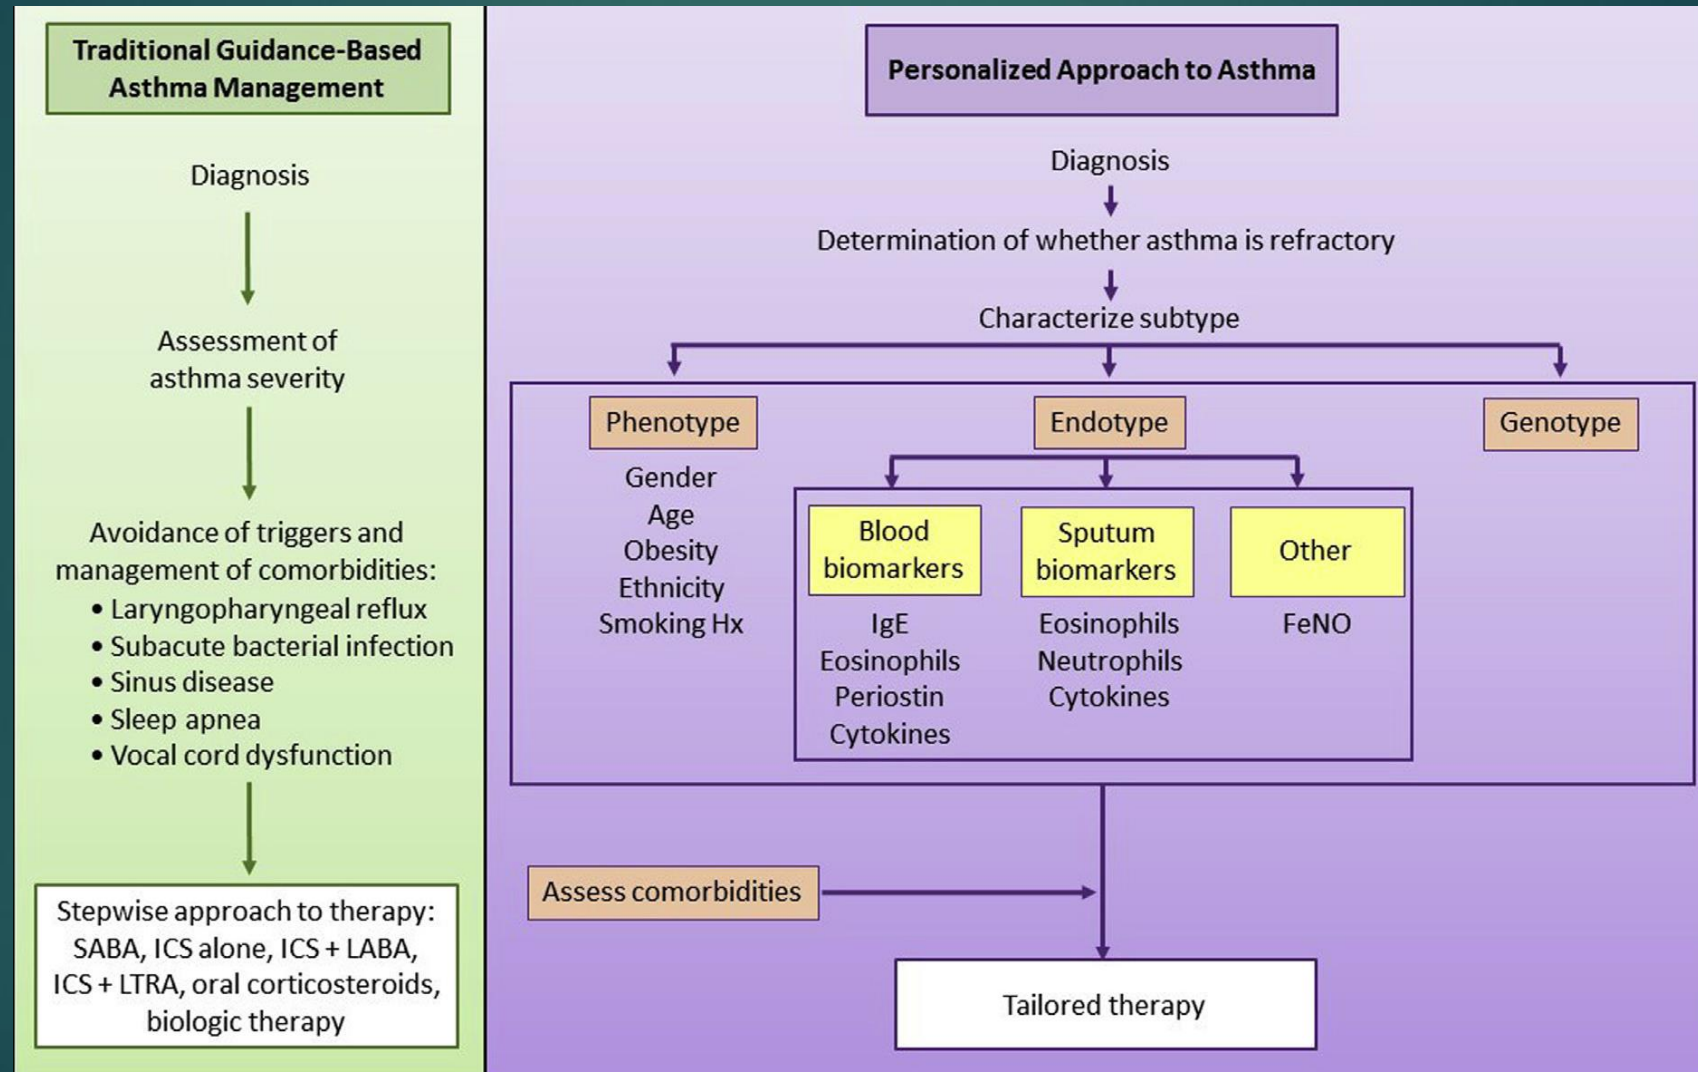 Traditional Guidance-Based
Asthma Management
Diagnosis
Assessment of
asthma severity
Avoidance of triggers and
management of comorbidities:
• Laryngopharyngeal reflux
• Subacute bacterial infection
• Sinus disease
• Sleep apnea
• Vocal cord dysfunction
Stepwise approach to therapy:
SABA, ICS alone, ICS + LABA,
ICS + LTRA, oral corticosteroids,
biologic therapy
Personalized Approach to Asthma
Diagnosis
Determination of whether asthma is refractory
Characterize subtype
Phenotype
Gender
Age
Obesity
Ethnicity
Smoking Hx
Endotype
Blood
biomarkers
IgE
Eosinophils
Periostin
Cytokines
Sputum
biomarkers
Eosinophils
Neutrophils
Cytokines
Other
FeNO
Genotype
Assess comorbidities
Tailored therapy